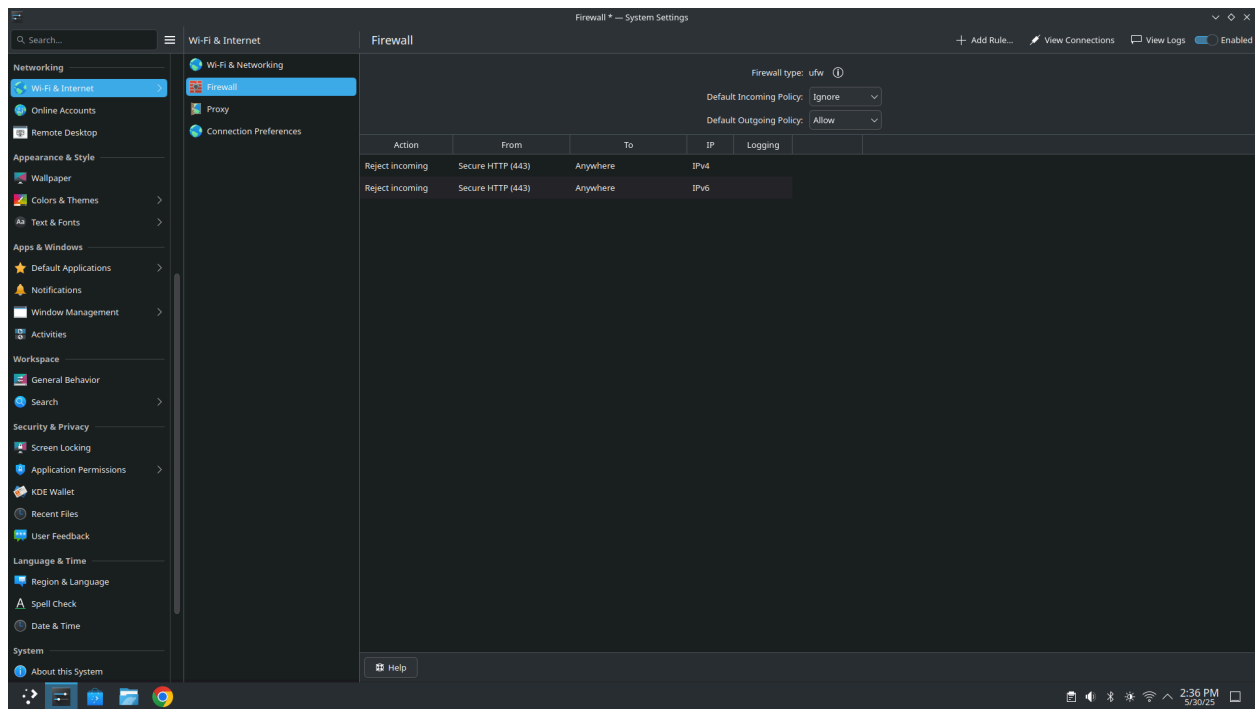 Firewall * — System Settings
Search...
Wi-Fi & Internet
Firewall
Add Rule...
View Connections
View Logs
Enabled
Networking
Wi-Fi & Internet
Online Accounts
Remote Desktop
Appearance & Style
Wallpaper
Colors & Themes
Aa Text & Fonts
Apps & Windows
Default Applications
Notifications
Window Management
Activities
Workspace
General Behavior
Search
Security & Privacy
Screen Locking
Application Permissions
KDE Wallet
Recent Files
User Feedback
Language & Time
Region & Language
A Spell Check
Date & Time
System
About this System
Wi-Fi & Networking
Firewall
Proxy
Connection Preferences
Firewall type: ufw
Default Incoming Policy: Ignore
Default Outgoing Policy: Allow
Action From To IP Logging
Reject incoming Secure HTTP (443) Anywhere IPv4
Reject incoming Secure HTTP (443) Anywhere IPv6
Help
2:36 PM
5/30/25